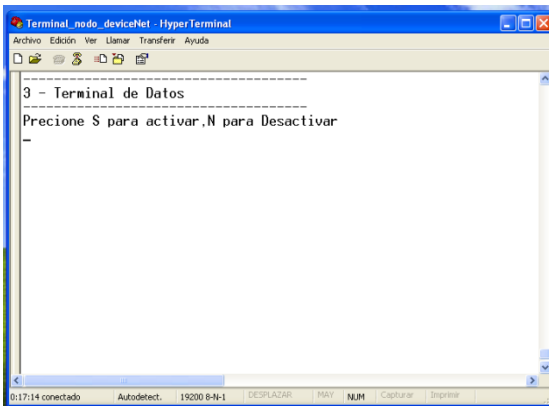 Terminal_nodo_deviceNet - HyperTerminal
Archivo Edición Ver Llamar Transferir Ayuda
-------------------------------------
3 - Terminal de Datos
-------------------------------------
Precione S para activar,N para Desactivar
_
0:17:14 conectado Autodetect. 19200 8-N-1 DESPLAZAR MAY NUM Capturar Imprimir